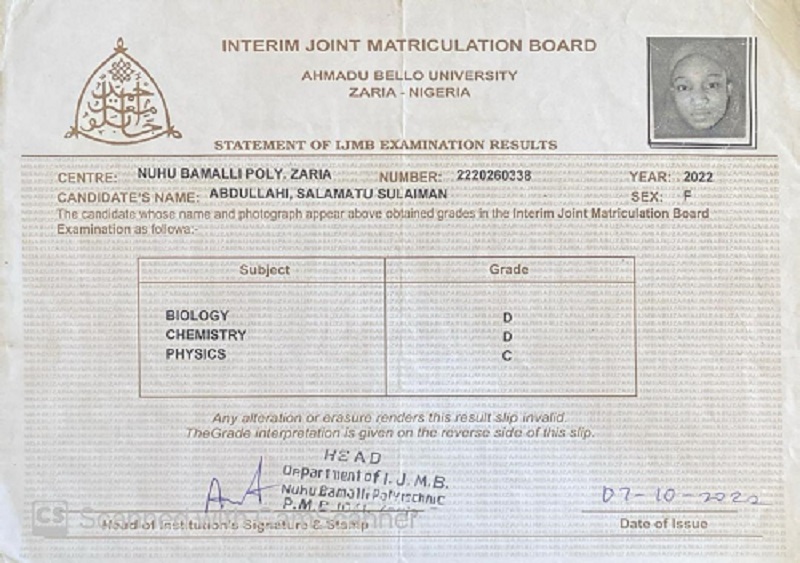 INTERIM JOINT MATRICULATION BOARD
AHMADU BELLO UNIVERSITY
ZARIA - NIGERIA
STATEMENT OF IJMB EXAMINATION RESULTS
CENTRE: NUHU BAMALLI POLY, ZARIA NUMBER: 2220260338 YEAR: 2022
CANDIDATE'S NAME: ABDULLAHI, SALAMATU SULAIMAN SEX: F
The candidate whose name and photograph appear above obtained grades in the Interim Joint Matriculation Board
Examination as follows:-
Subject Grade
BIOLOGY D
CHEMISTRY D
PHYSICS C
Any alteration or erasure renders this result slip invalid.
TheGrade interpretation is given on the reverse side of this slip.
HEAD
Department of I. J. M. B.
Nuhu Bamalli Polytechnic
P.M.B
07-10-2022
CS Scanned with CamScanner
Head of Institution's Signature & Stamp Date of Issue